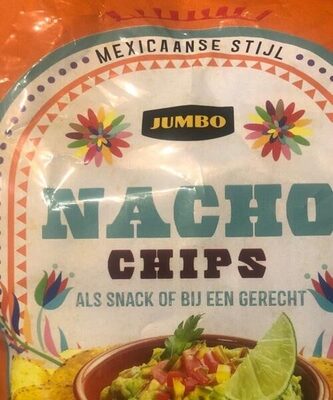 MEXICAANSE STIJL
JUMBO
NACHO
CHIPS
ALS SNACK OF BIJ EEN GERECHT